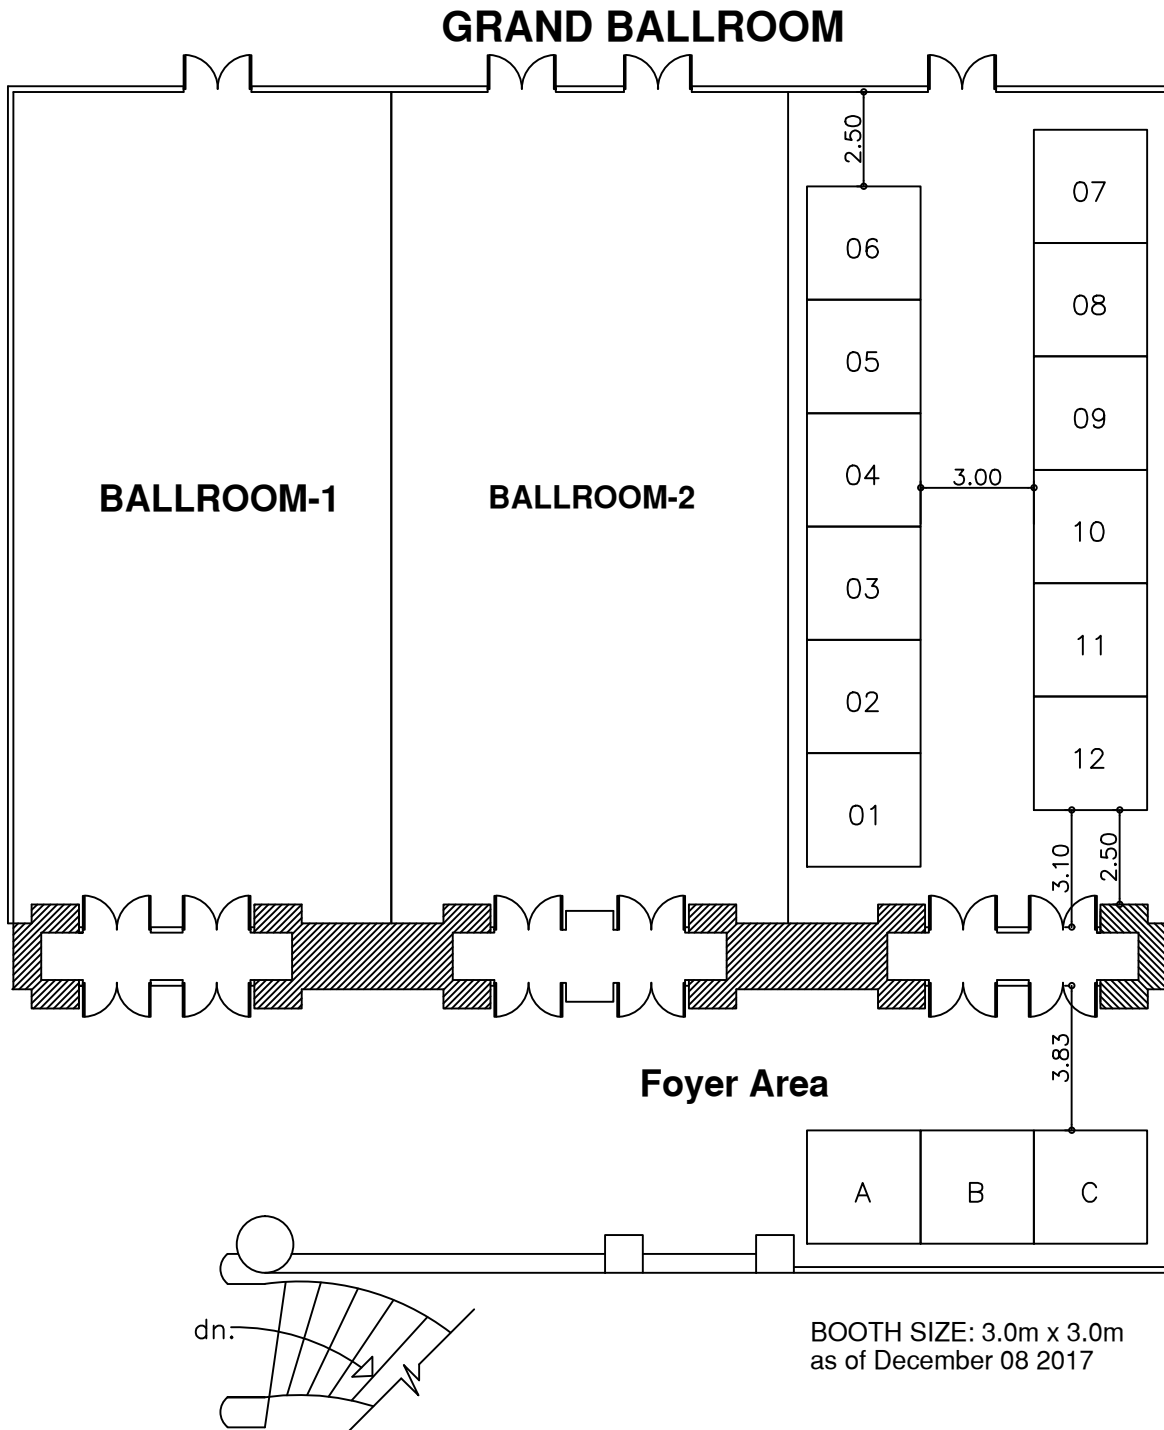 GRAND BALLROOM
2.50
07
06
08
05
09
04
3.00
BALLROOM-1
BALLROOM-2
10
03
11
02
12
01
3.10
2.50
3.83
Foyer Area
A
B
C
dn.
BOOTH SIZE: 3.0m x 3.0m
as of December 08 2017